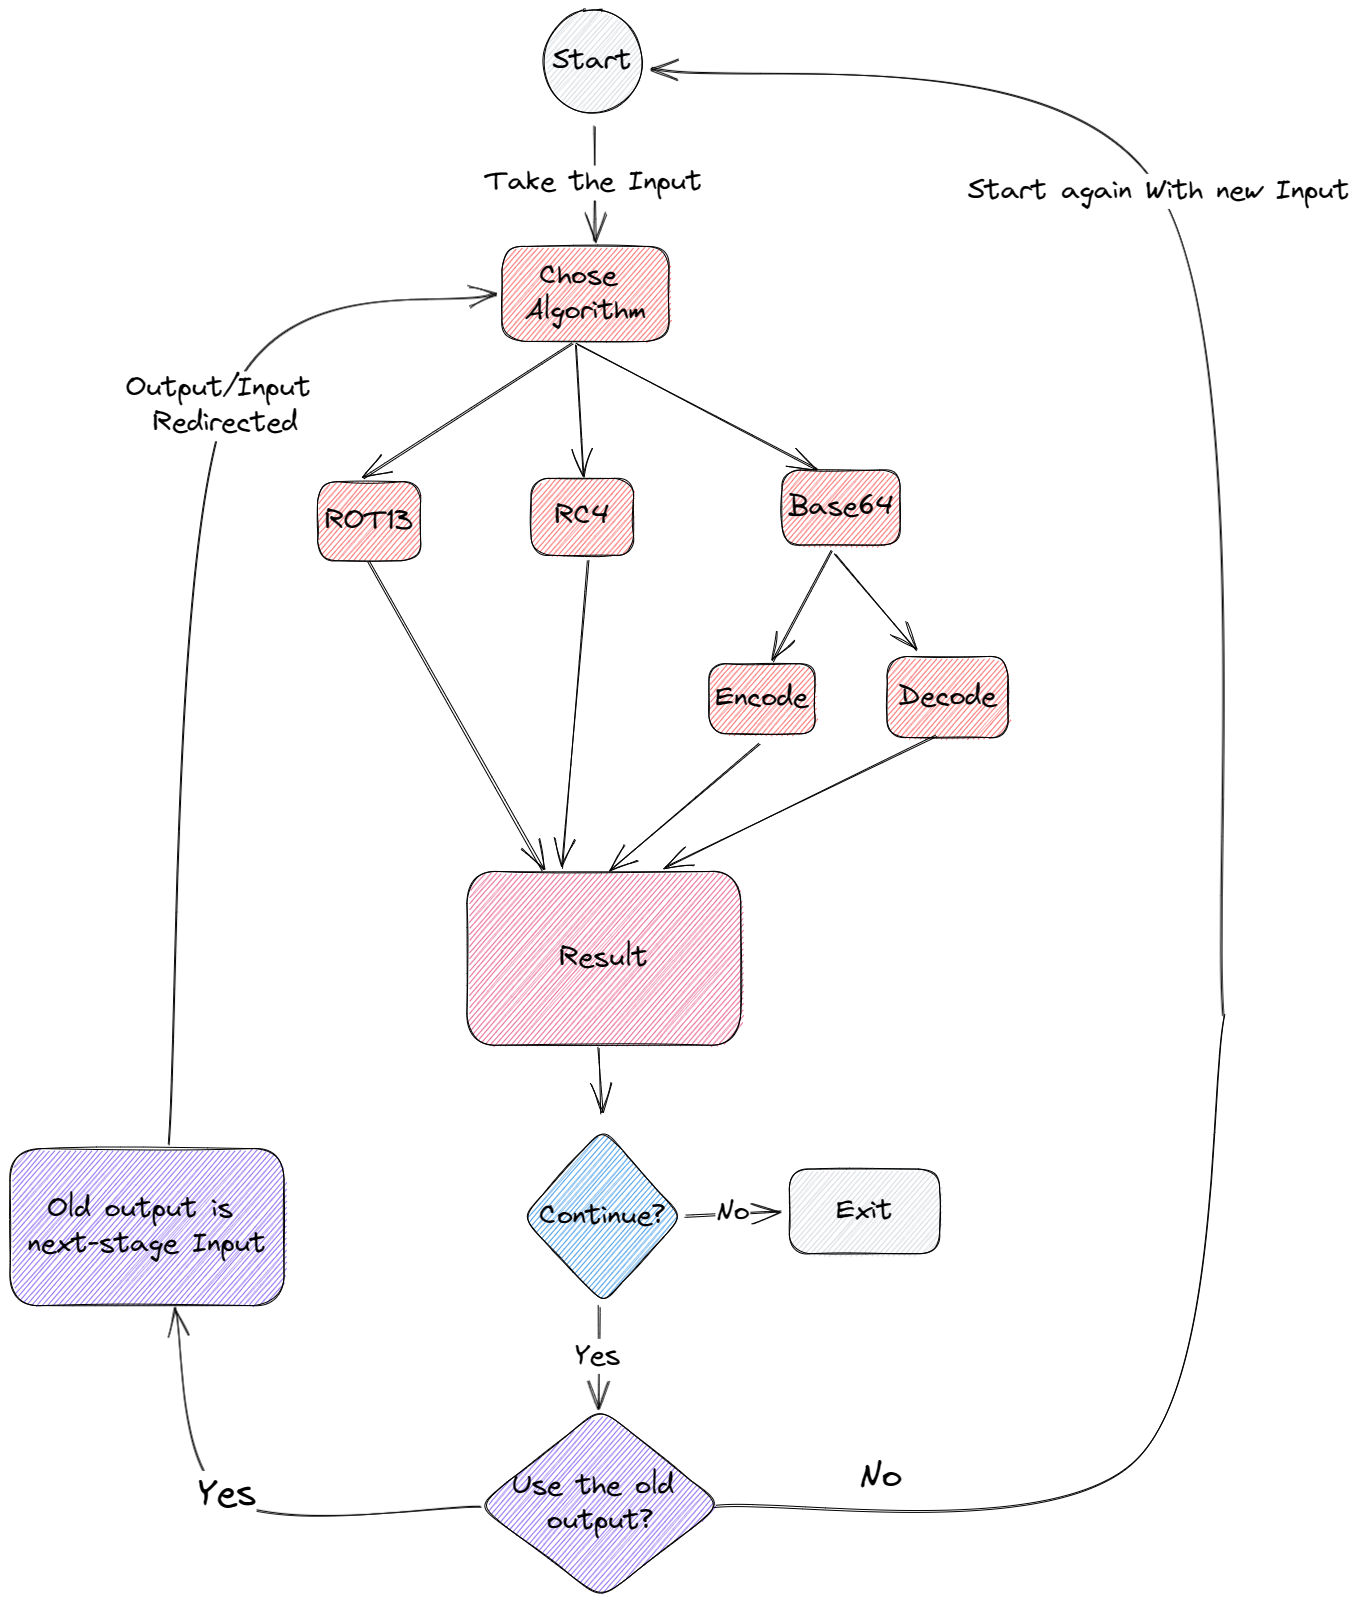 Start
Take the Input
Start again With new Input
Chose
Algorithm
Output/Input
Redirected
ROT13
RC4
Base64
Encode
Decode
Result
Old output is
next-stage Input
Continue?
No
Exit
Yes
Use the old
output?
Yes
No